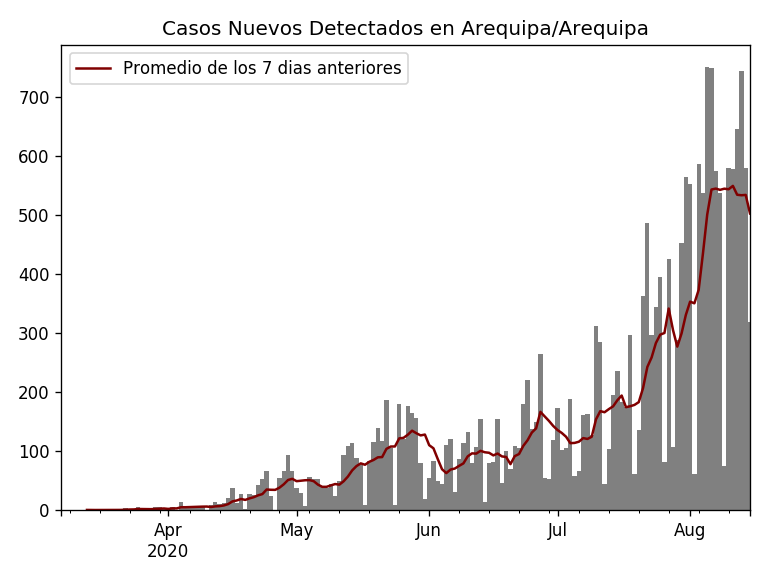 Casos Nuevos Detectados en Arequipa/Arequipa
Promedio de los 7 dias anteriores
700
600
500
400
300
200
100
0
Apr
2020
May
Jun
Jul
Aug